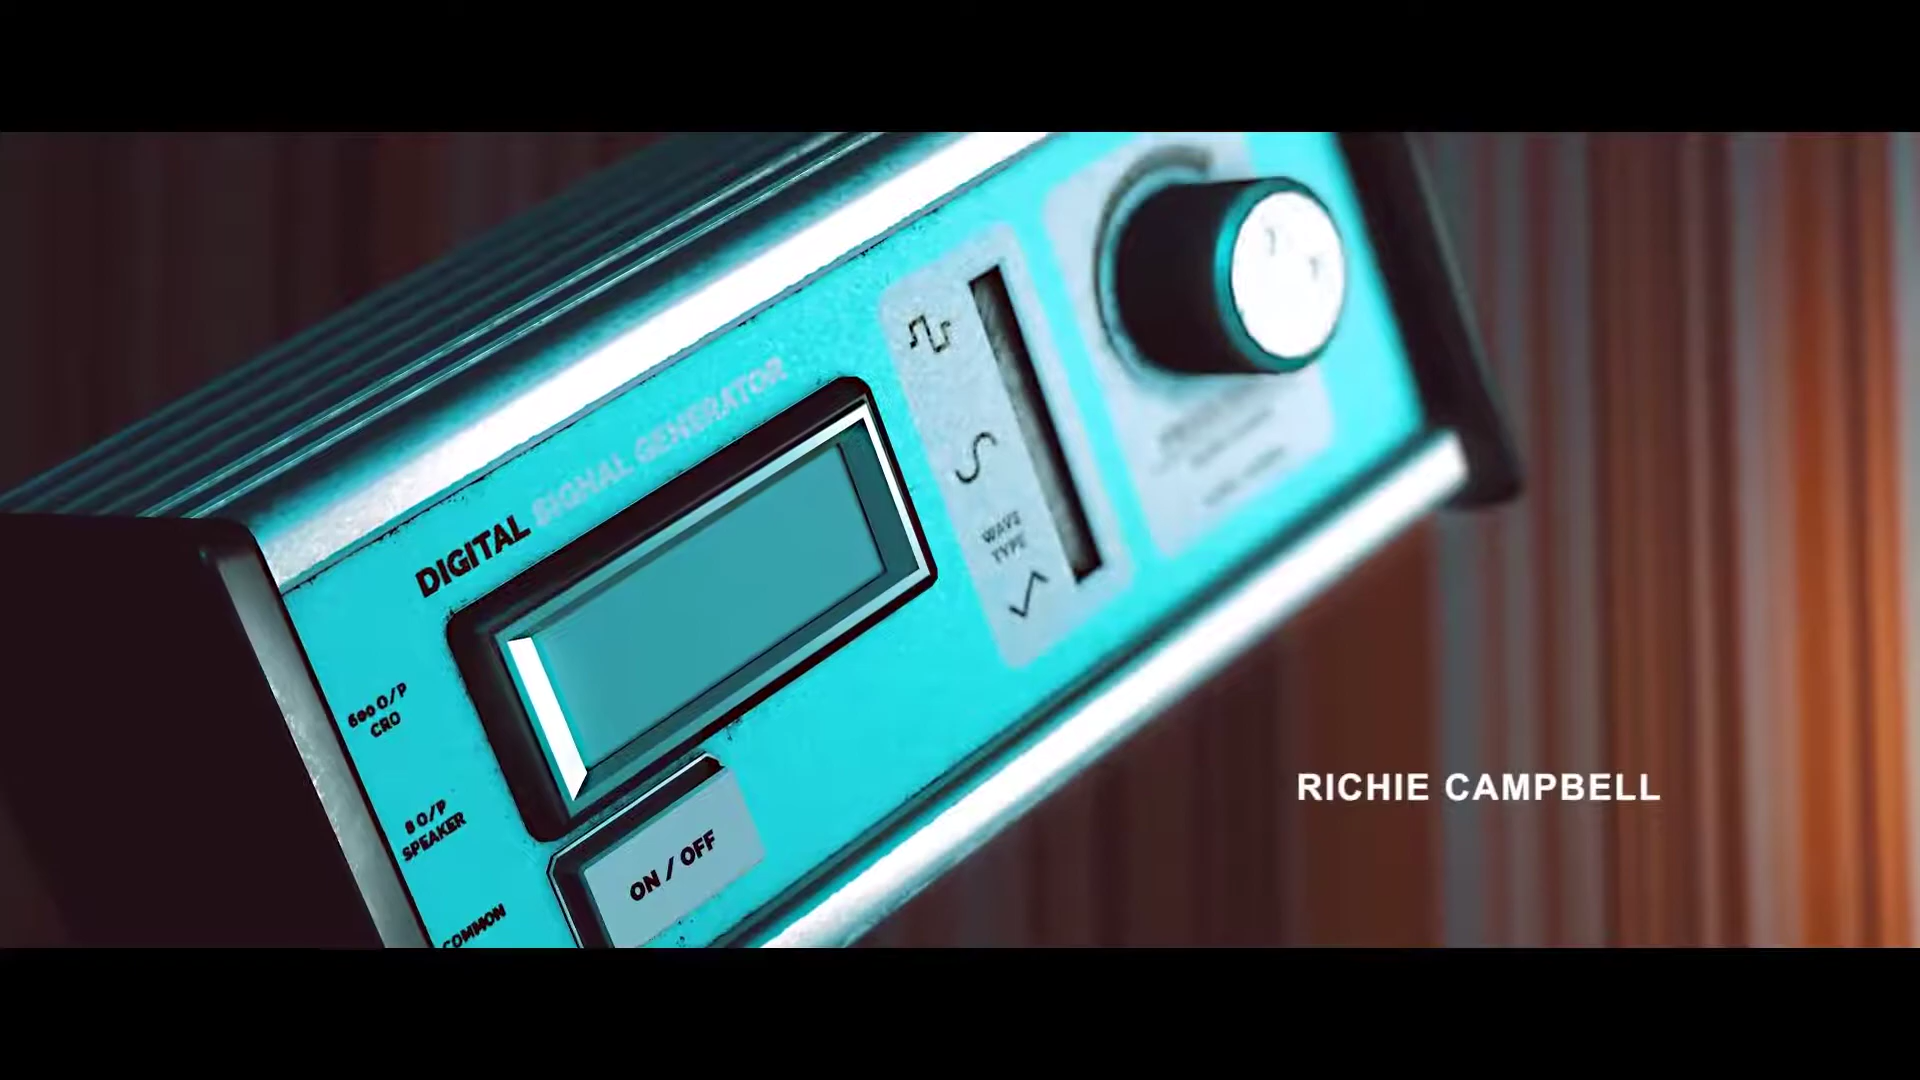 DIGITAL SIGNAL GENERATOR
600 O/P
CRO
8 O/P
SPEAKER
COMMON
ON / OFF
WAVE
TYPE
RICHIE CAMPBELL